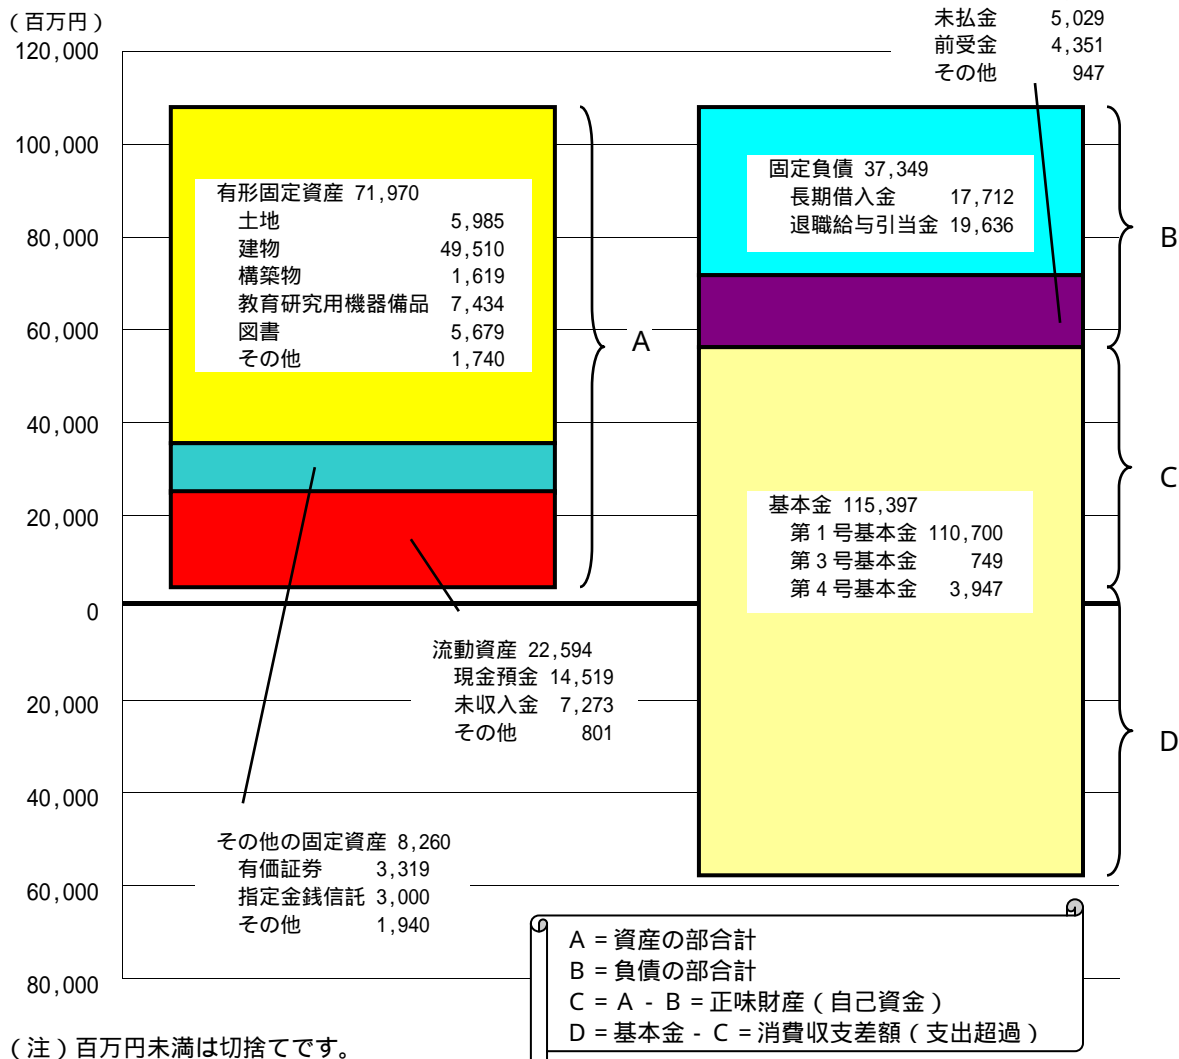 (百万円)
120,000
100,000
80,000
60,000
40,000
20,000
0
20,000
40,000
60,000
80,000
有形固定資産 71,970
土地 5,985
建物 49,510
構築物 1,619
教育研究用機器備品 7,434
図書 5,679
その他 1,740
A
流動資産 22,594
現金預金 14,519
未収入金 7,273
その他 801
その他の固定資産 8,260
有価証券 3,319
指定金銭信託 3,000
その他 1,940
未払金 5,029
前受金 4,351
その他 947
固定負債 37,349
長期借入金 17,712
退職給与引当金 19,636
B
基本金 115,397
第1号基本金 110,700
第3号基本金 749
第4号基本金 3,947
C
D
A = 資産の部合計
B = 負債の部合計
C = A - B = 正味財産(自己資金)
D = 基本金 - C = 消費収支差額(支出超過)
(注)百万円未満は切捨てです。